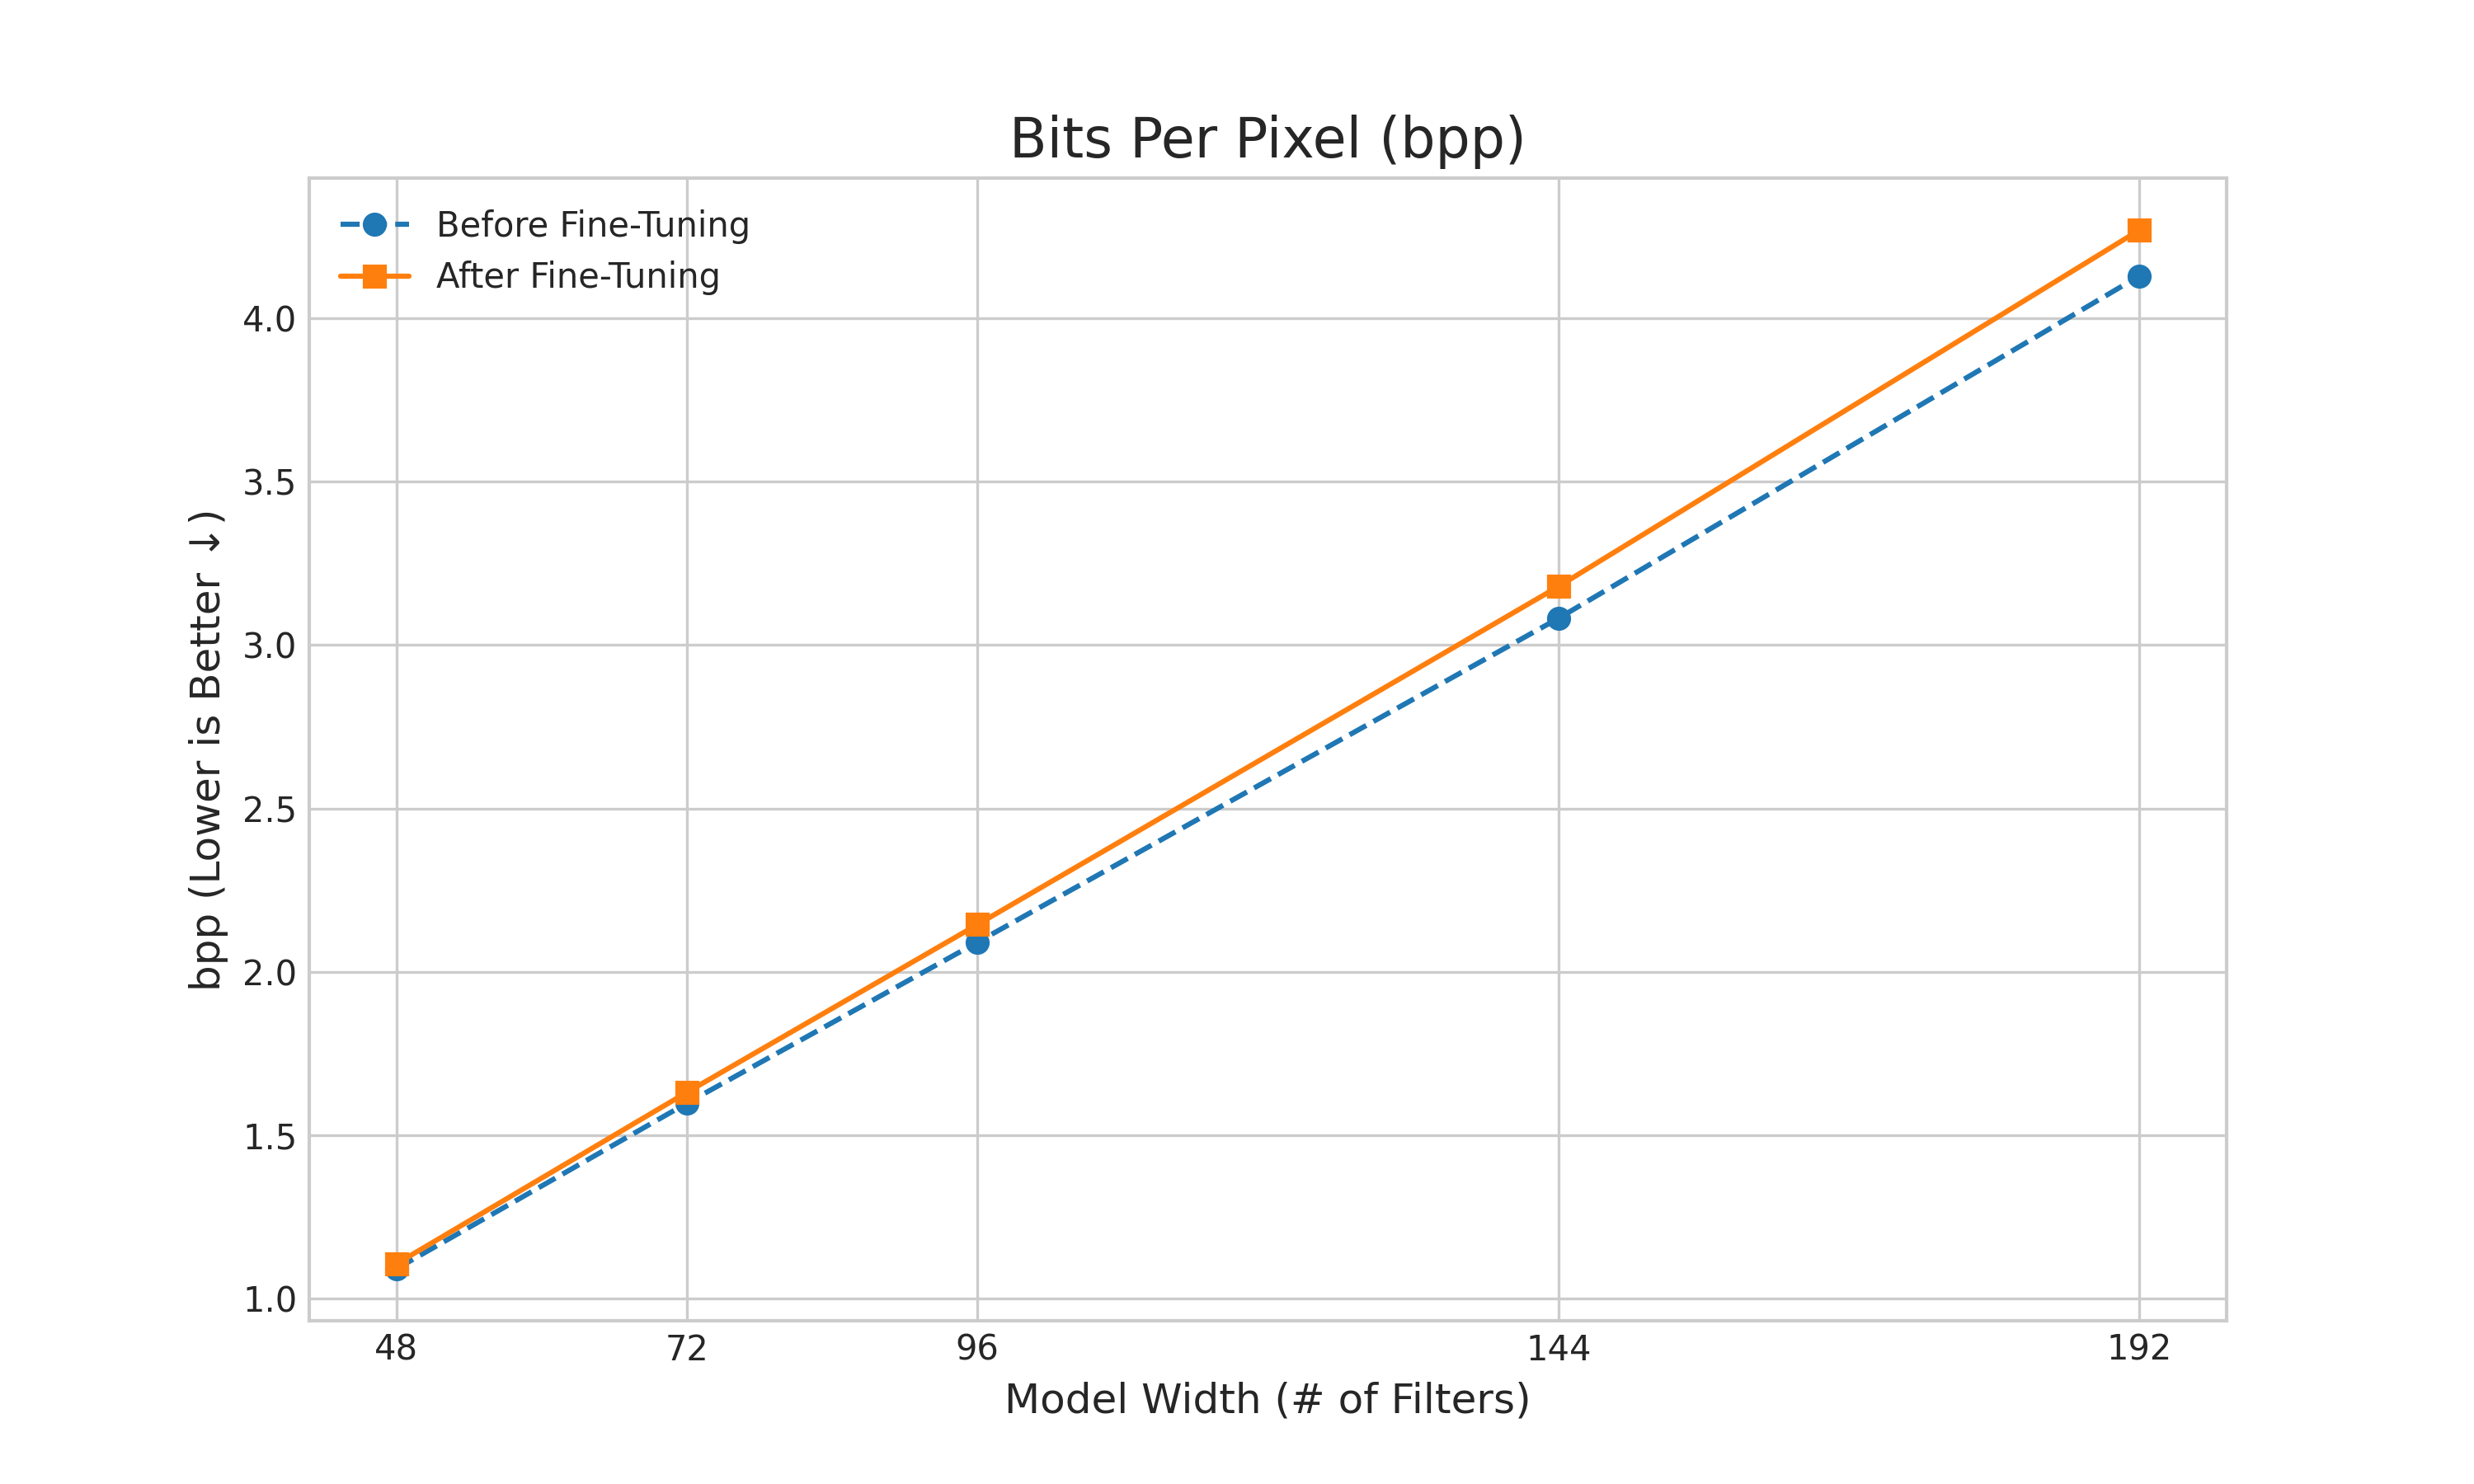 Bits Per Pixel (bpp)
Before Fine-Tuning
After Fine-Tuning
4.0
3.5
3.0
2.5
2.0
1.5
1.0
bpp (Lower is Better ↓)
48 72 96 144 192
Model Width (# of Filters)